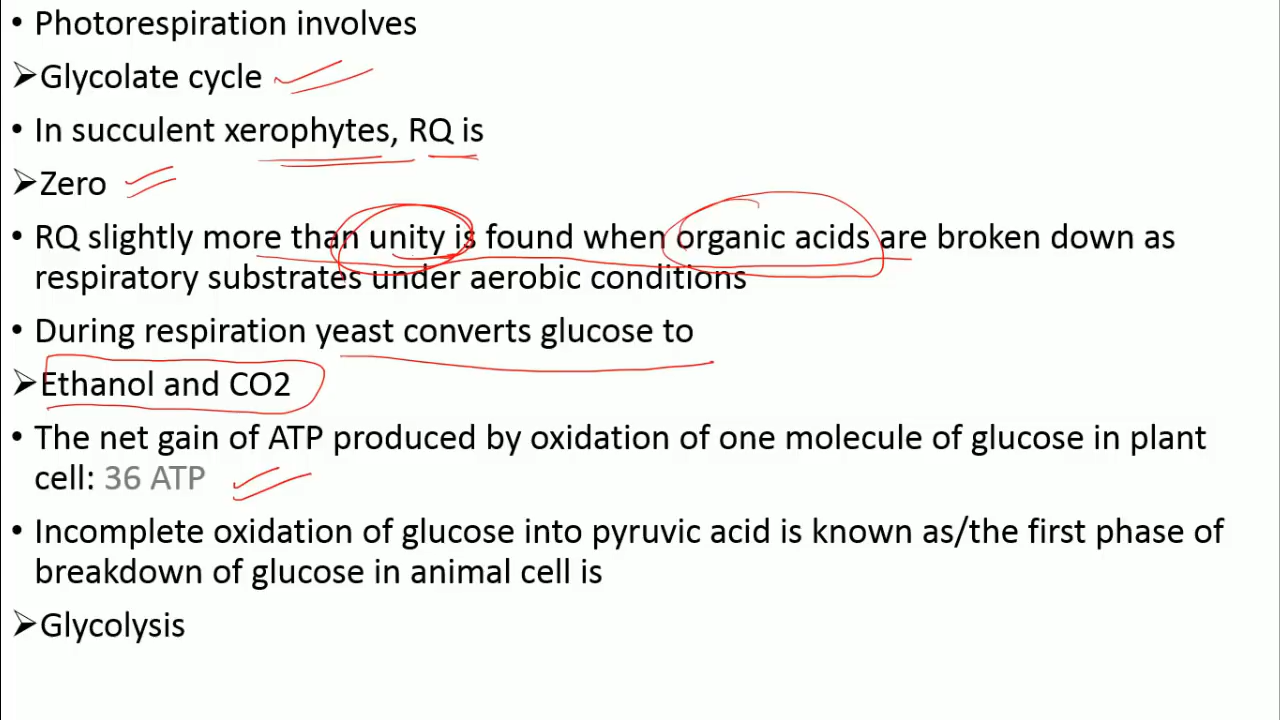 • Photorespiration involves
➢Glycolate cycle
• In succulent xerophytes, RQ is
➢Zero
• RQ slightly more than unity is found when organic acids are broken down as
respiratory substrates under aerobic conditions
• During respiration yeast converts glucose to
➢Ethanol and CO2
• The net gain of ATP produced by oxidation of one molecule of glucose in plant
cell: 36 ATP
• Incomplete oxidation of glucose into pyruvic acid is known as/the first phase of
breakdown of glucose in animal cell is
➢Glycolysis